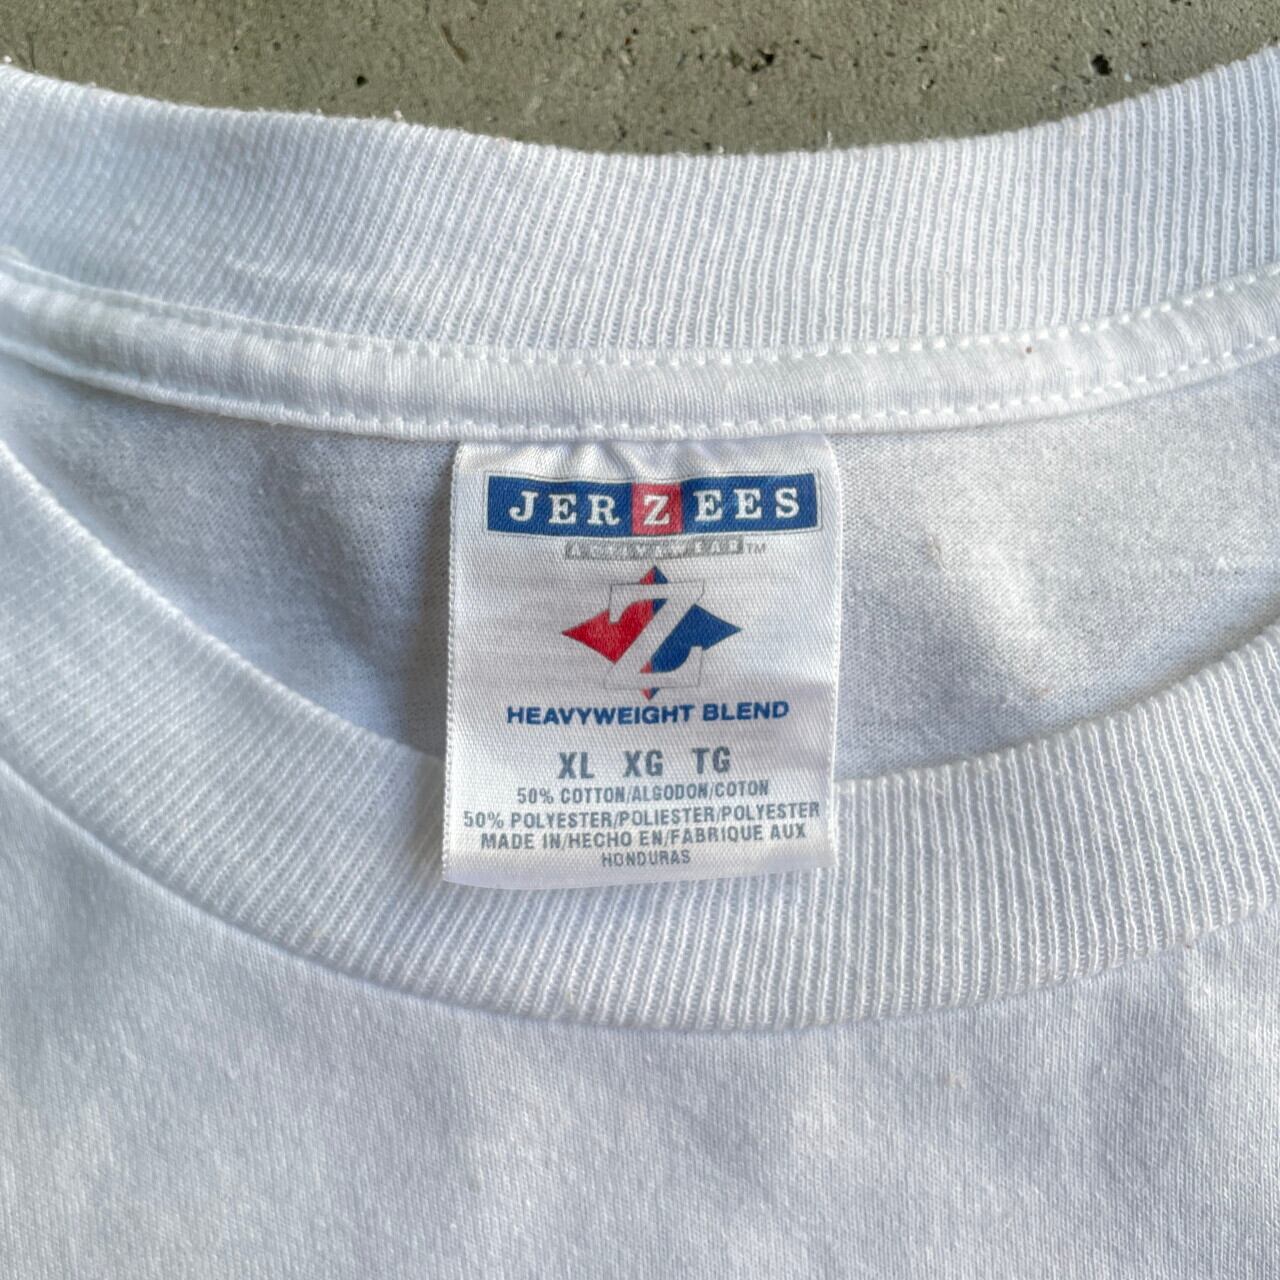 JERZEES
ACTIVEWEAR™
Z
HEAVYWEIGHT BLEND
XL XG TG
50% COTTON/ALGODON/COTON
50% POLYESTER/POLIESTER/POLYESTER
MADE IN/HECHO EN/FABRIQUE AUX
HONDURAS